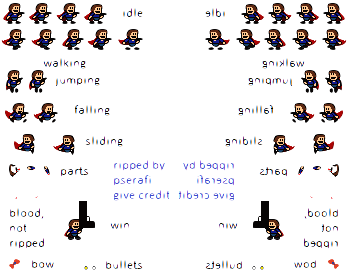 idle idle
walking walking
jumping jumping
falling falling
sliding sliding
parts parts
ripped by ripped by
pserafi pserafi
give credit give credit
blood, blood,
not not
ripped ripped
win win
bow bow
bullets bullets